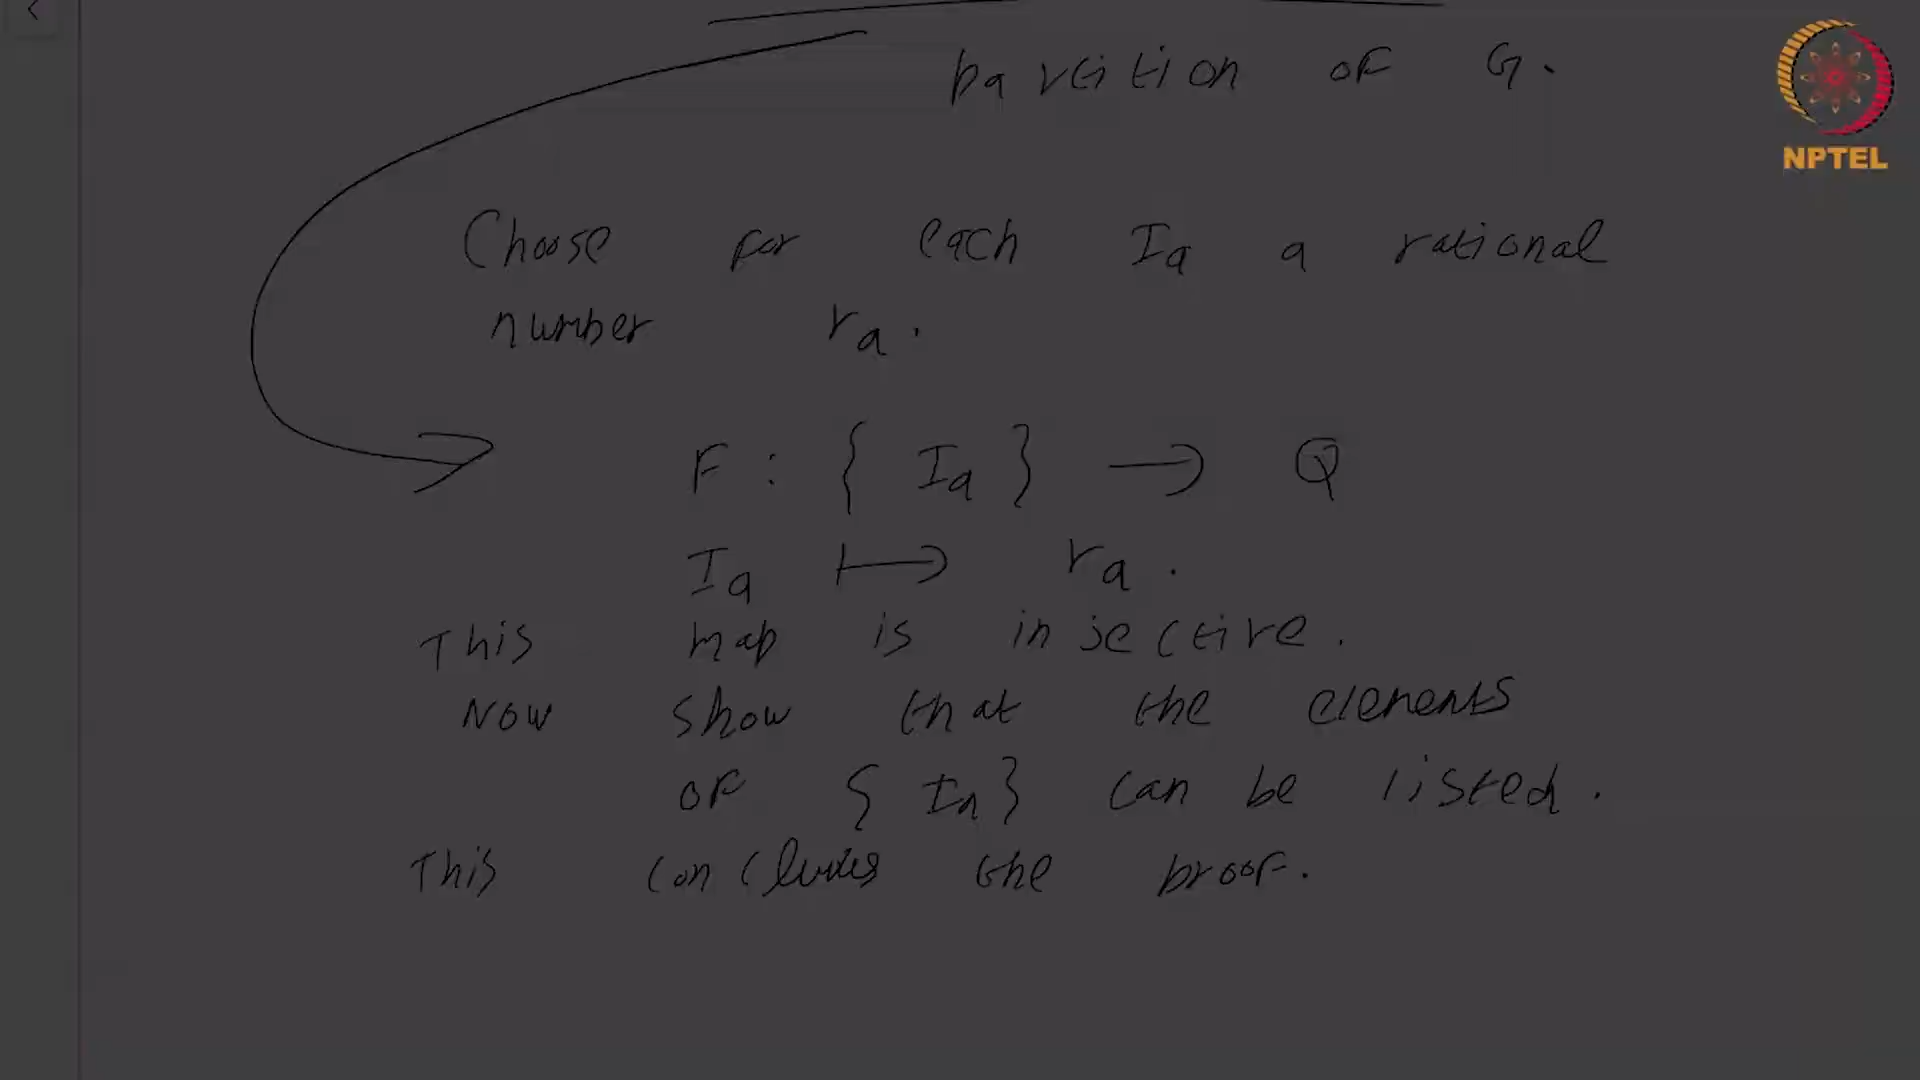 partition of G.
NPTEL
Choose for each Ia a rational
number ra.
F : { Ia } → Q
Ia ↦ ra.
This map is injective.
Now show that the elements
of { Ia } can be listed.
This concludes the proof.